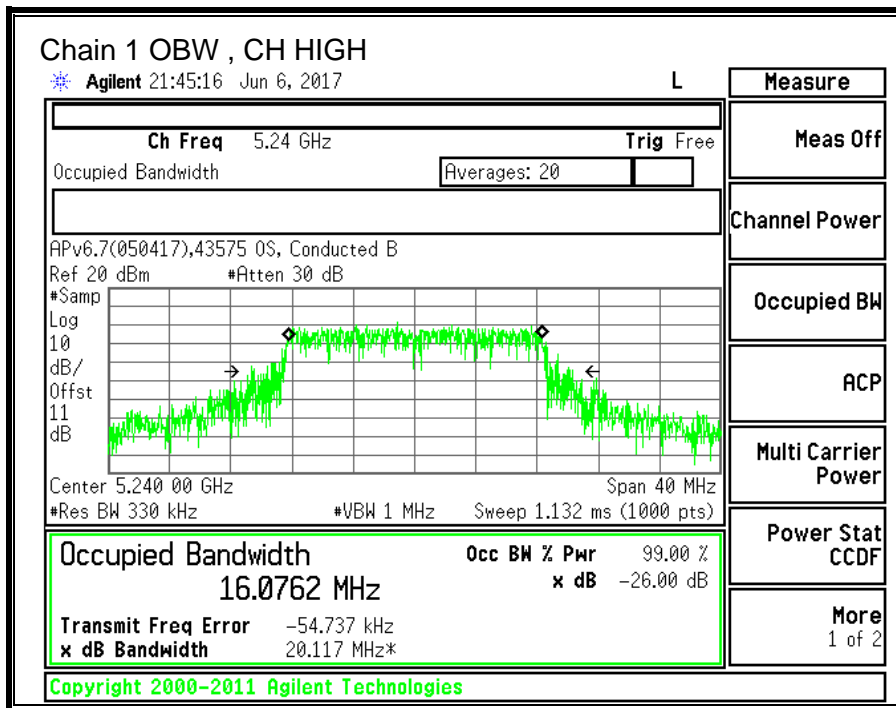 Chain 1 OBW , CH HIGH
Agilent 21:45:16 Jun 6, 2017 L
Measure
Ch Freq 5.24 GHz Trig Free
Occupied Bandwidth Averages: 20
APv6.7(050417),43575 OS, Conducted B
Ref 20 dBm #Atten 30 dB
#Samp
Log
10
dB/
Offst
11
dB
Center 5.240 00 GHz Span 40 MHz
#Res BW 330 kHz #VBW 1 MHz Sweep 1.132 ms (1000 pts)
Occupied Bandwidth
16.0762 MHz
Occ BW % Pwr 99.00 %
x dB -26.00 dB
Transmit Freq Error -54.737 kHz
x dB Bandwidth 20.117 MHz*
Meas Off
Channel Power
Occupied BW
ACP
Multi Carrier
Power
Power Stat
CCDF
More
1 of 2
Copyright 2000-2011 Agilent Technologies